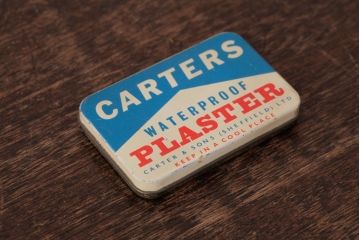 CARTERS
WATERPROOF
PLASTER
CARTER & SONS (SHEFFIELD) LTD
KEEP IN A COOL PLACE